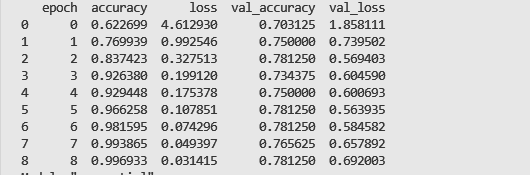 epoch accuracy loss val_accuracy val_loss
0 0 0.622699 4.612930 0.703125 1.858111
1 1 0.769939 0.992546 0.750000 0.739502
2 2 0.837423 0.327513 0.781250 0.569403
3 3 0.926380 0.199120 0.734375 0.604590
4 4 0.929448 0.175378 0.750000 0.600693
5 5 0.966258 0.107851 0.781250 0.563935
6 6 0.981595 0.074296 0.781250 0.584582
7 7 0.993865 0.049397 0.765625 0.657892
8 8 0.996933 0.031415 0.781250 0.692003